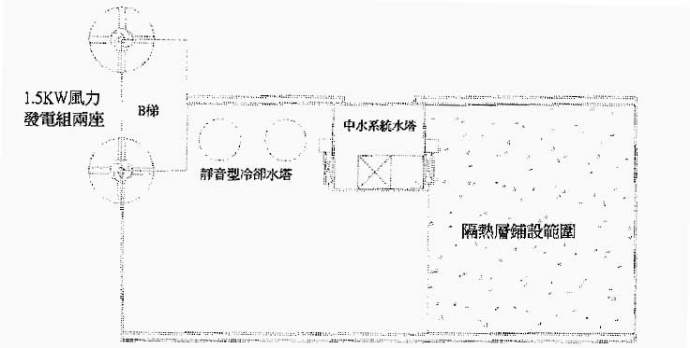 1.5KW風力
發電組兩座
B梯
中水系統水塔
靜音型冷卻水塔
隔熱層鋪設範圍